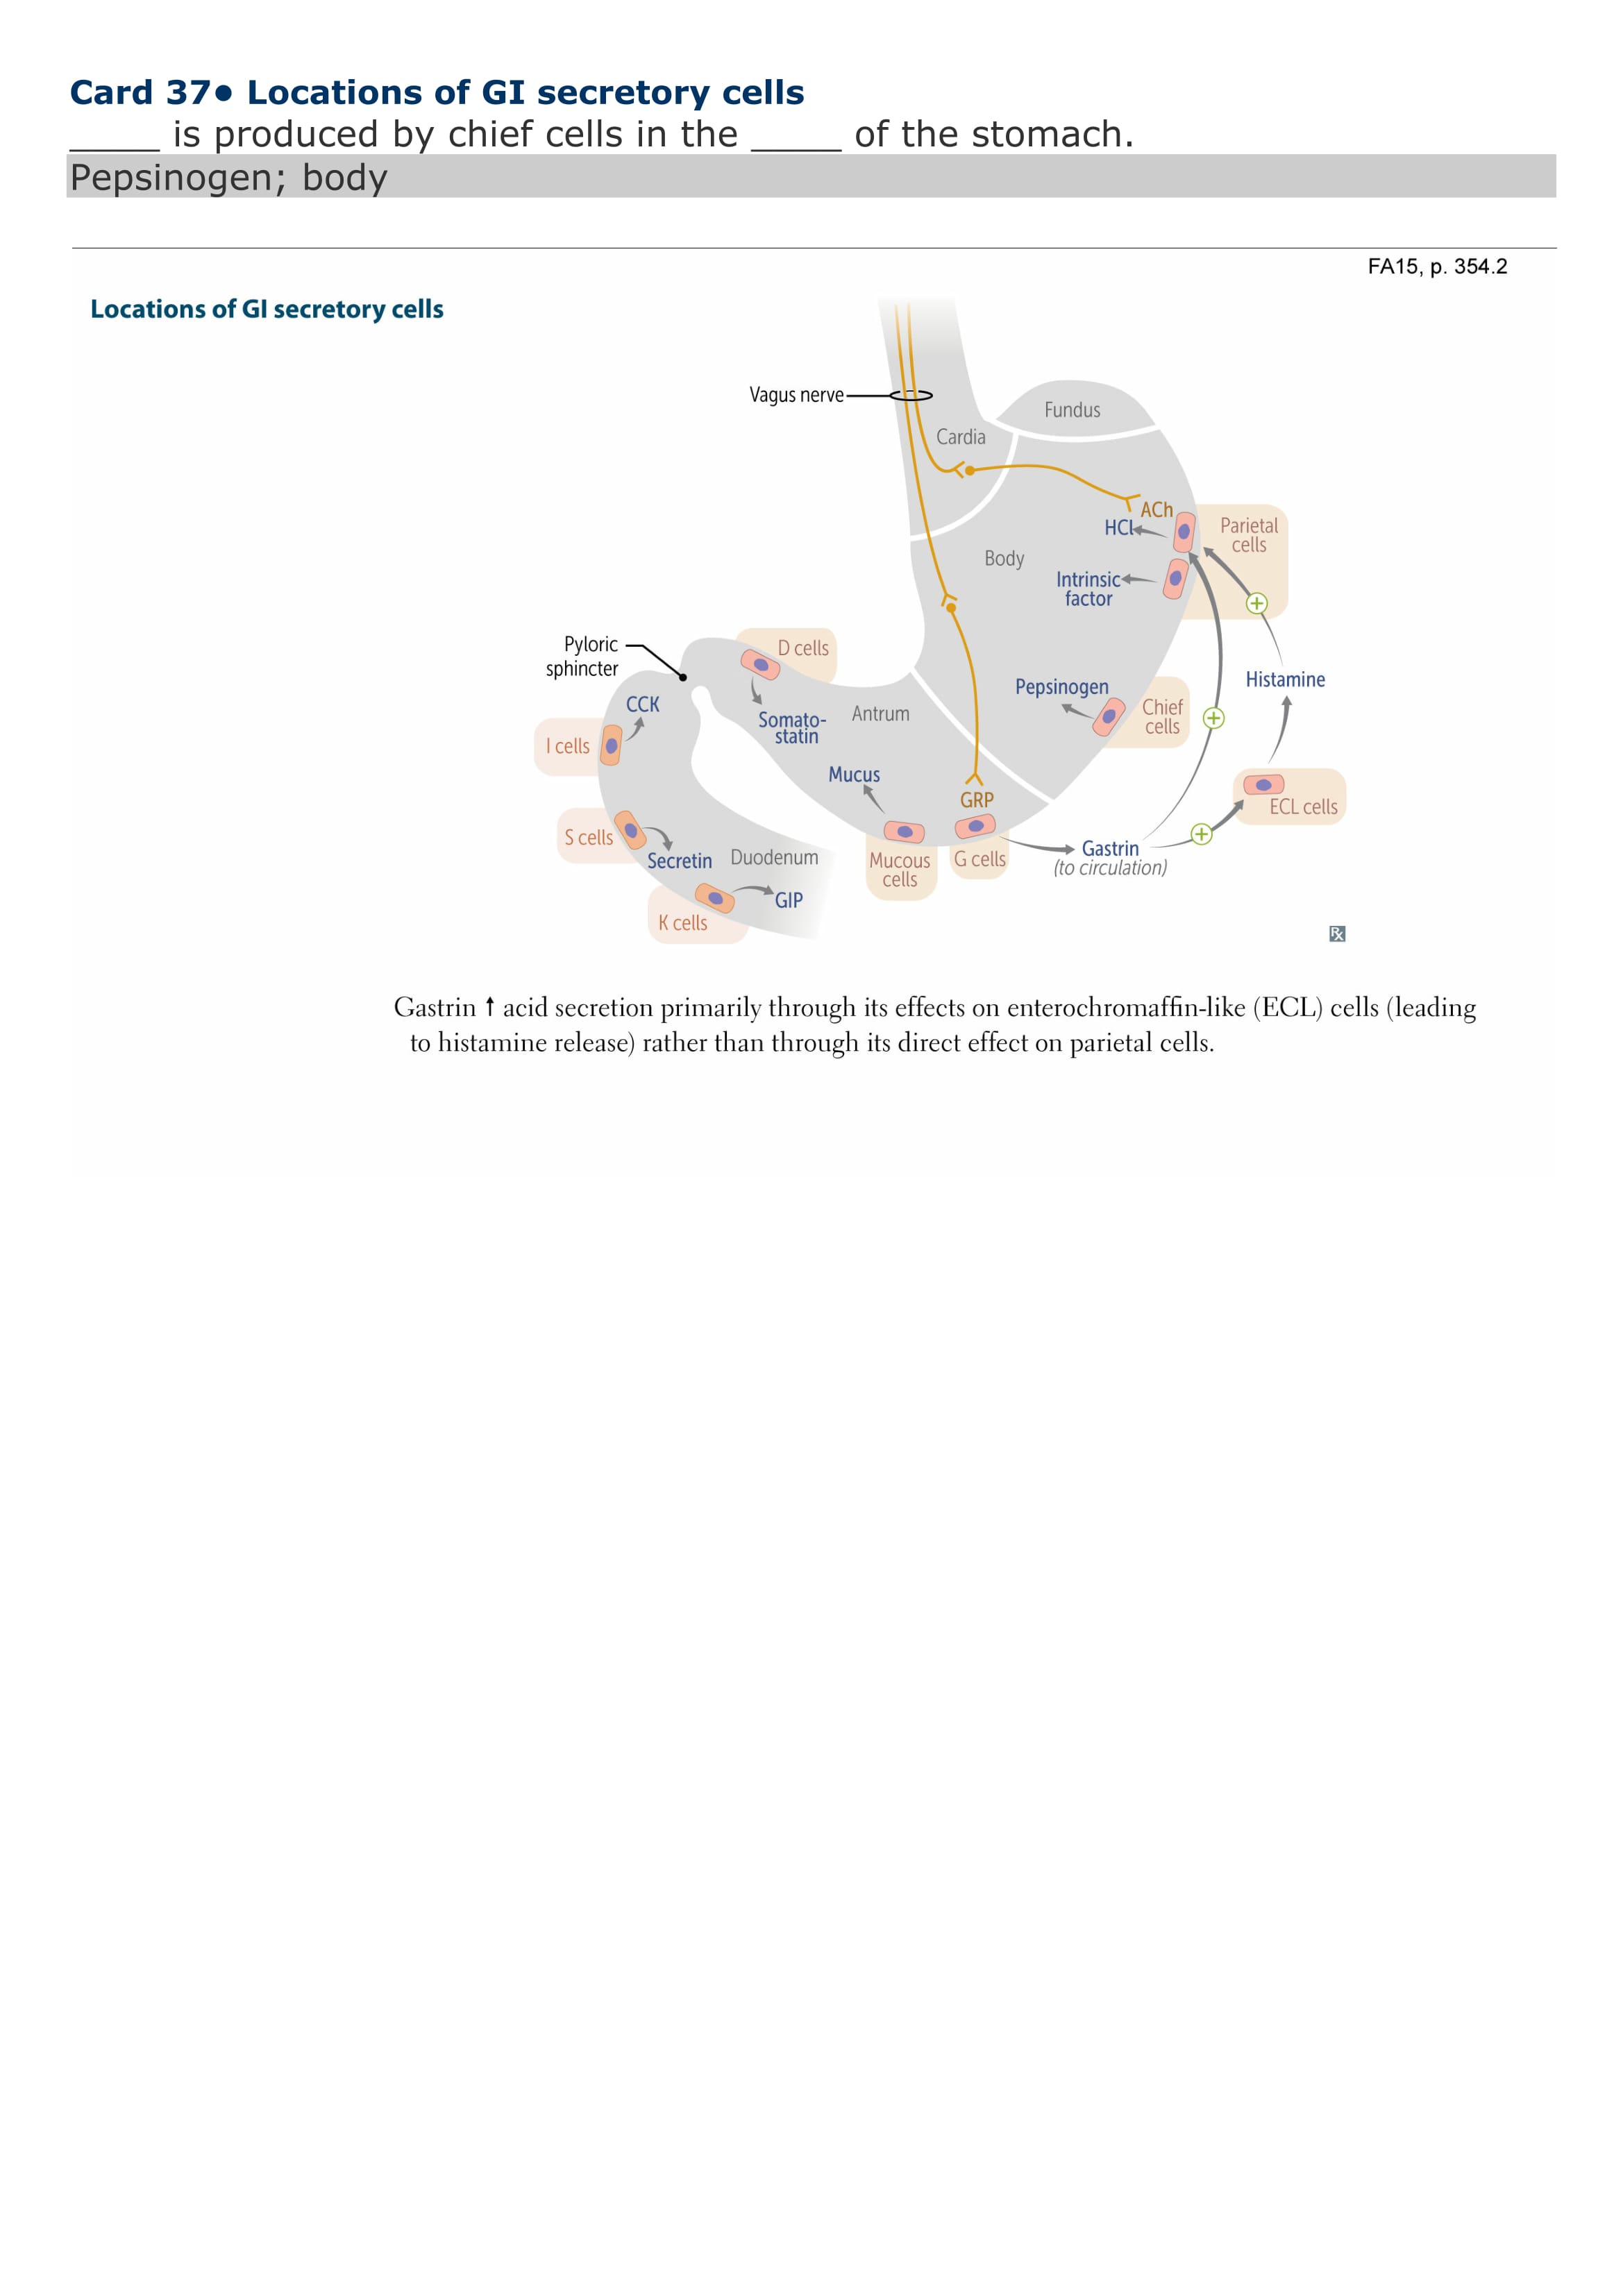 Card 37• Locations of GI secretory cells
_____ is produced by chief cells in the _____ of the stomach.
Pepsinogen; body
FA15, p. 354.2
Locations of GI secretory cells
Vagus nerve
Fundus
Cardia
ACh
HCl
Parietal
cells
Body
Intrinsic
factor
Pyloric
sphincter
D cells
Histamine
Pepsinogen
CCK
Chief
cells
Somato-
statin
Antrum
I cells
Mucus
GRP
ECL cells
S cells
Secretin
Duodenum
Mucous
cells
G cells
Gastrin
(to circulation)
GIP
K cells
Rx
Gastrin ↑ acid secretion primarily through its effects on enterochromaffin-like (ECL) cells (leading
to histamine release) rather than through its direct effect on parietal cells.